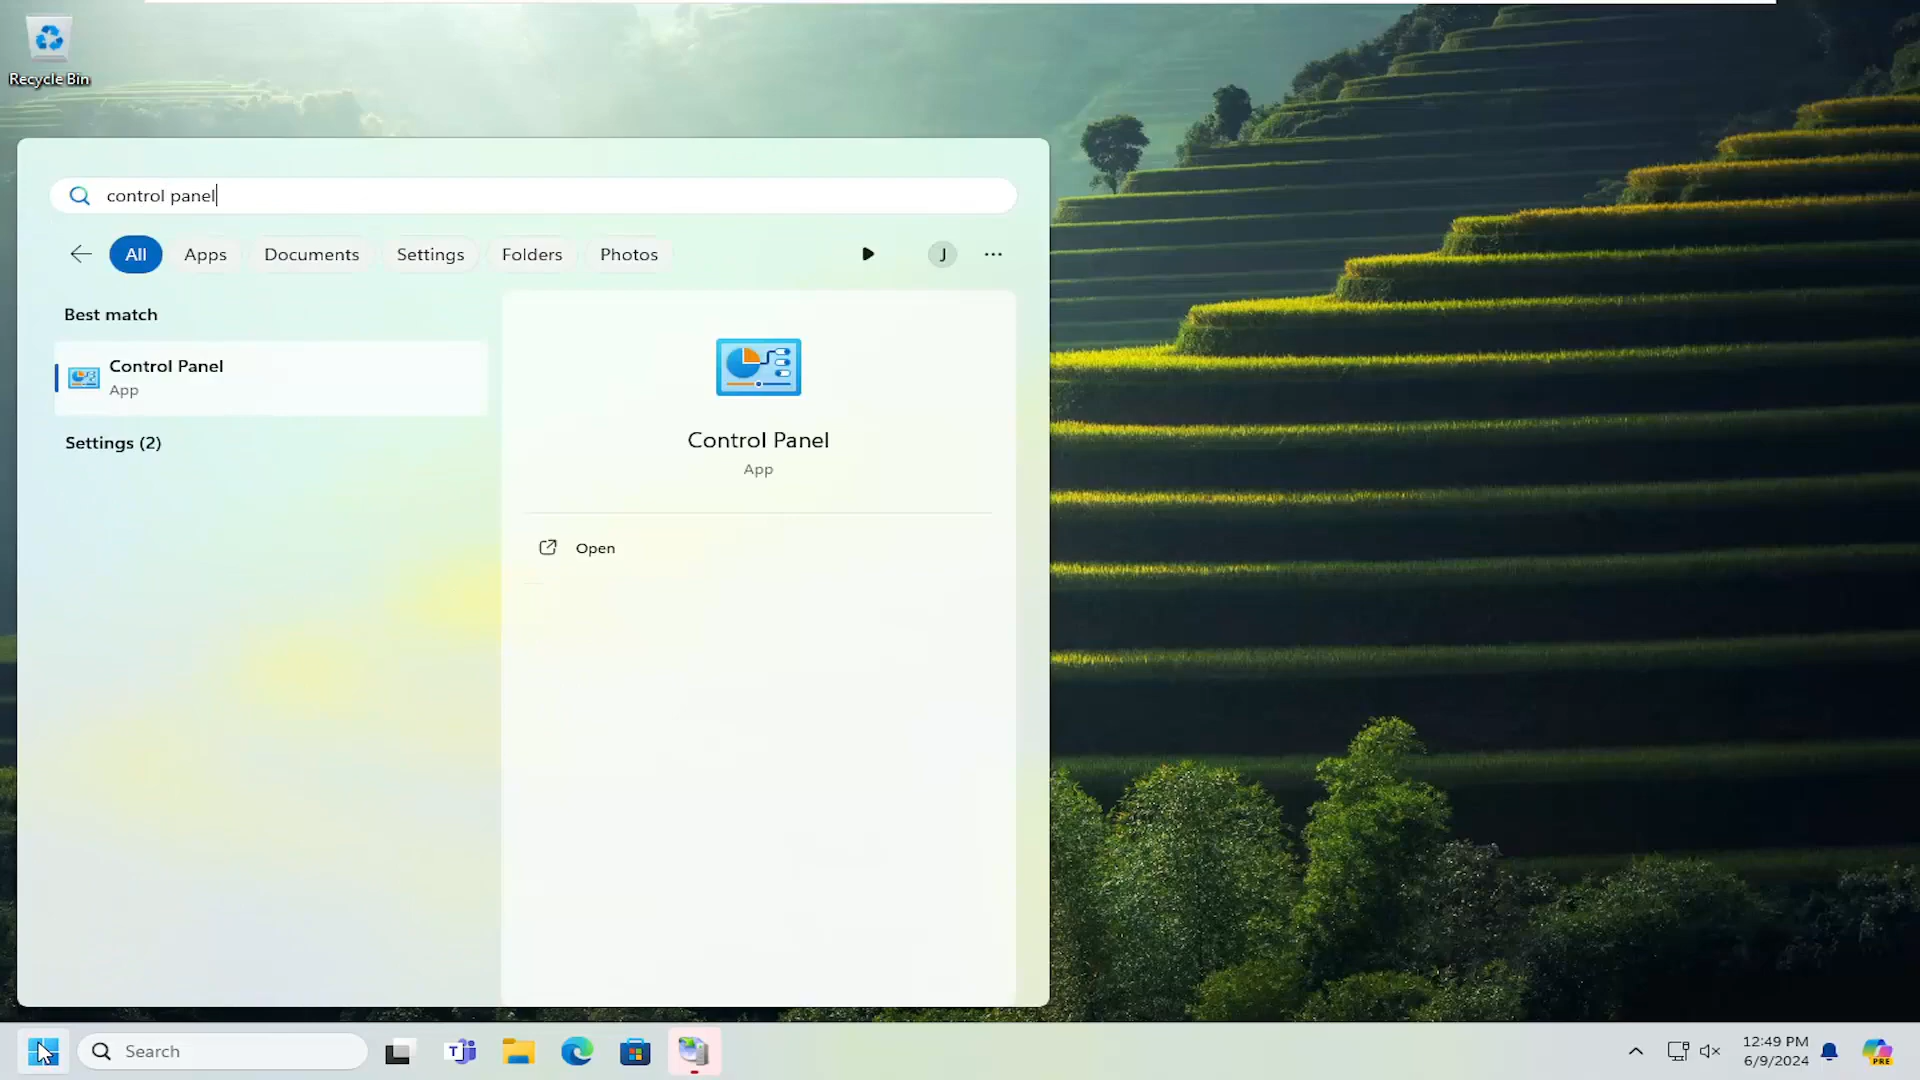 Recycle Bin
control panel
All Apps Documents Settings Folders Photos J ...
Best match
Control Panel
App
Settings (2)
Control Panel
App
Open
Search
T
12:49 PM
6/9/2024
PRE